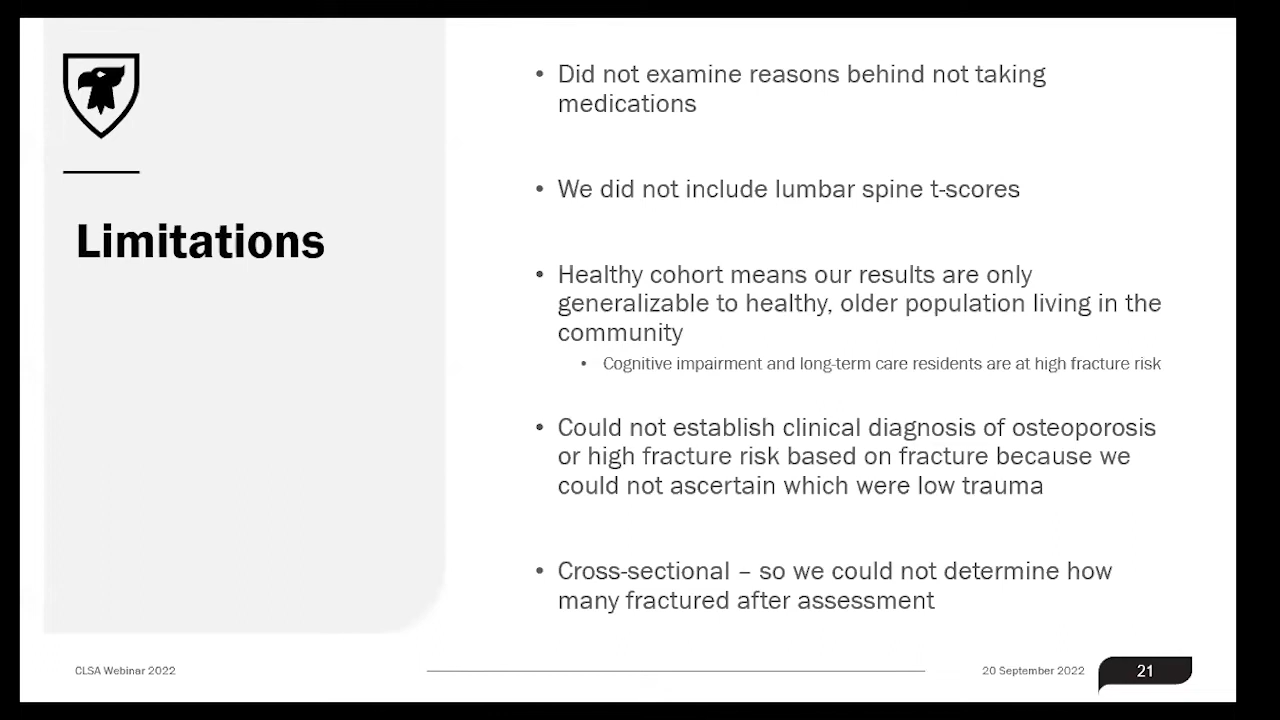 Limitations
• Did not examine reasons behind not taking
medications
• We did not include lumbar spine t-scores
• Healthy cohort means our results are only
generalizable to healthy, older population living in the
community
• Cognitive impairment and long-term care residents are at high fracture risk
• Could not establish clinical diagnosis of osteoporosis
or high fracture risk based on fracture because we
could not ascertain which were low trauma
• Cross-sectional – so we could not determine how
many fractured after assessment
CLSA Webinar 2022
20 September 2022
21